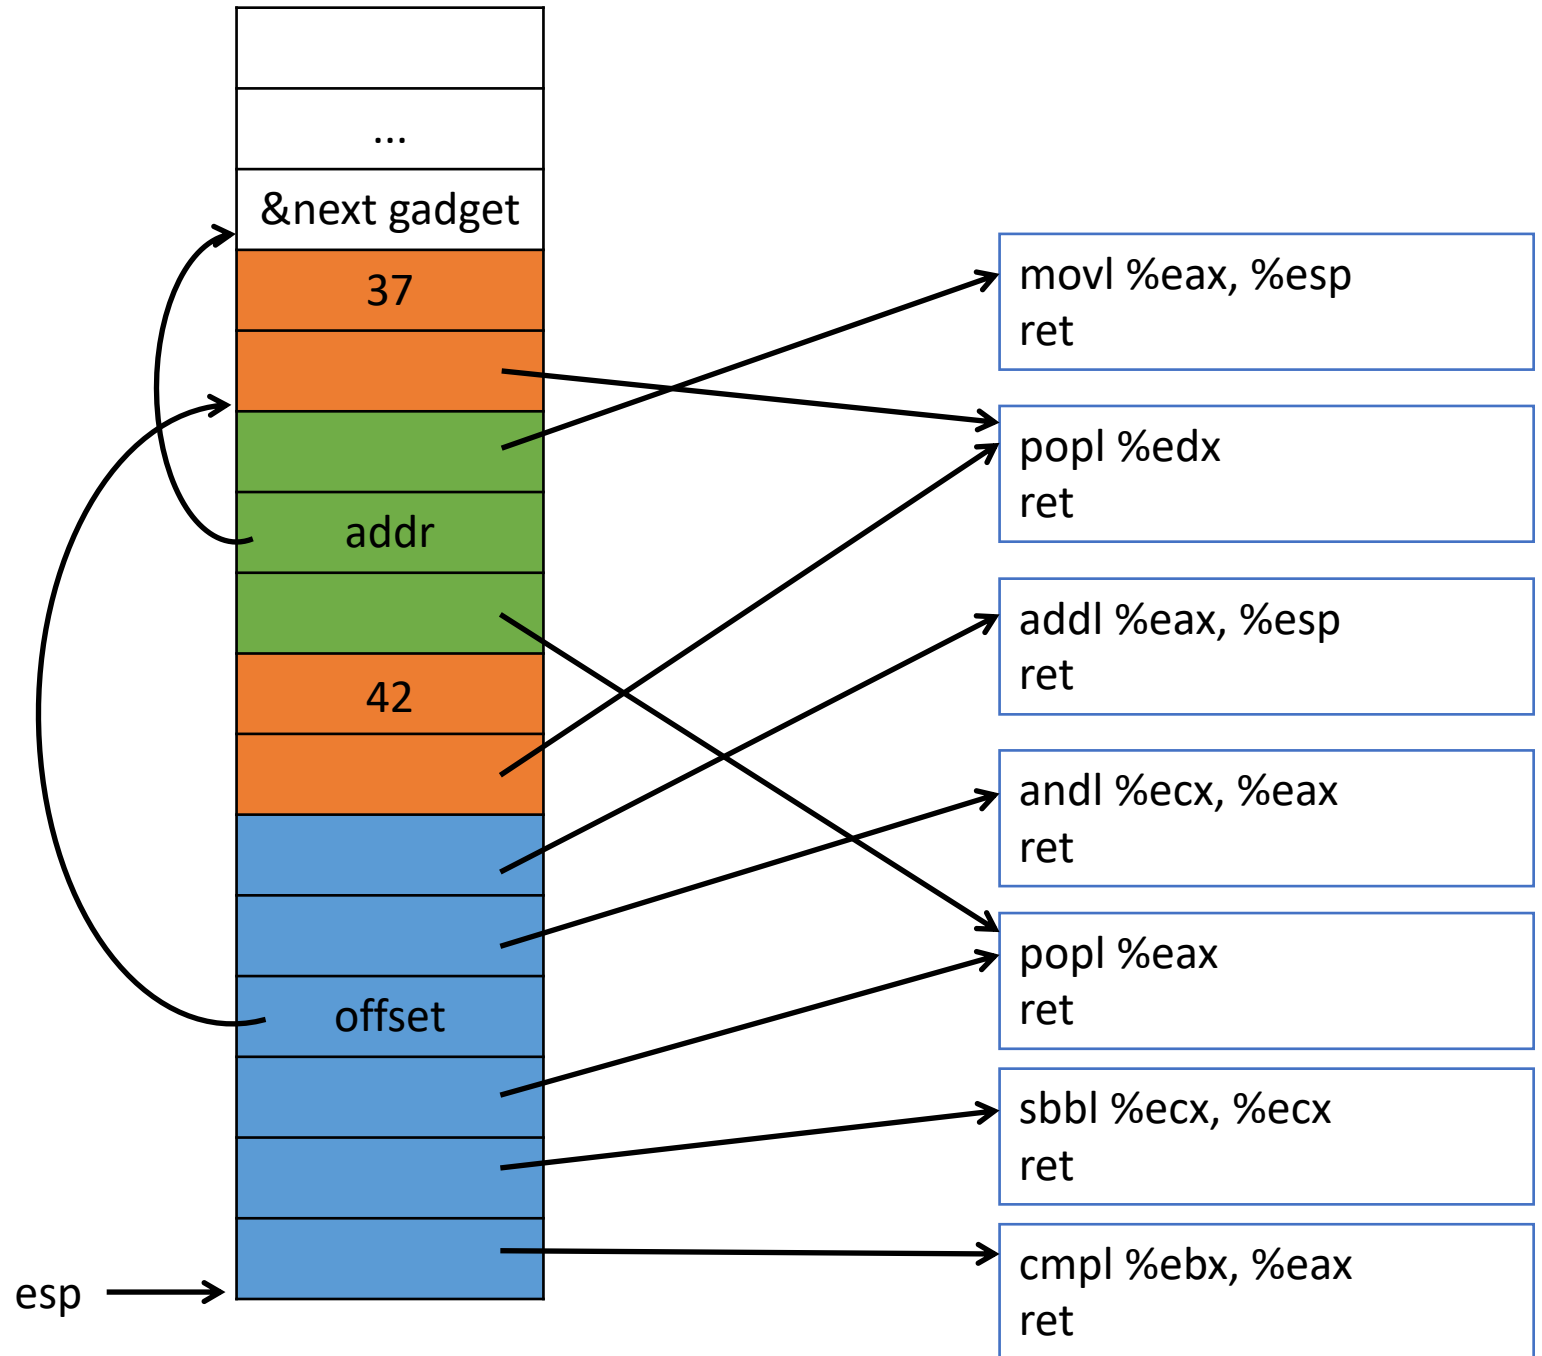 ...
&next gadget
37
addr
42
offset
esp
movl %eax, %esp
ret
popl %edx
ret
addl %eax, %esp
ret
andl %ecx, %eax
ret
popl %eax
ret
sbbl %ecx, %ecx
ret
cmpl %ebx, %eax
ret